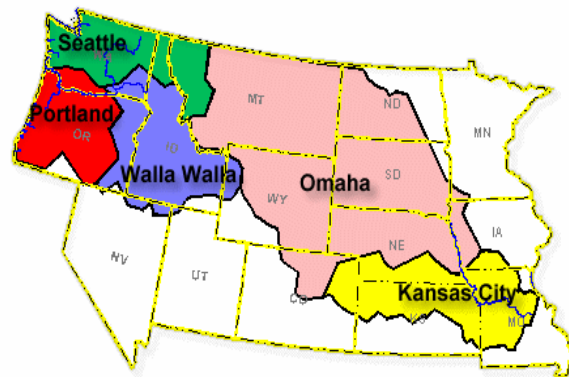 Seattle
WA
MT
ND
Portland
OR
MN
ID
Walla Walla
Omaha
SD
WY
IA
NV
NE
UT
CO
Kansas City
KS
MO